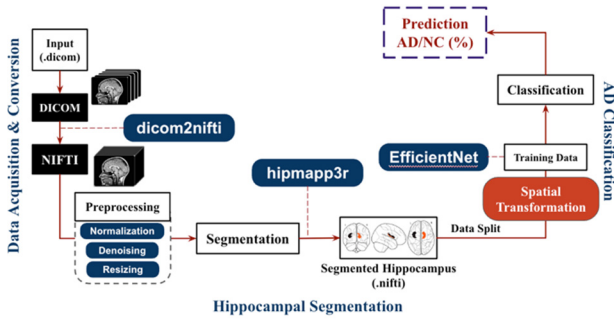 Data Acquisition & Conversion
Input
(.dicom)
DICOM
dicom2nifti
NIFTI
Preprocessing
Normalization
Denoising
Resizing
Segmentation
hipmapp3r
Segmented Hippocampus
(.nifti)
Hippocampal Segmentation
Data Split
Spatial
Transformation
Training Data
EfficientNet
Classification
Prediction
AD/NC (%)
AD Classification